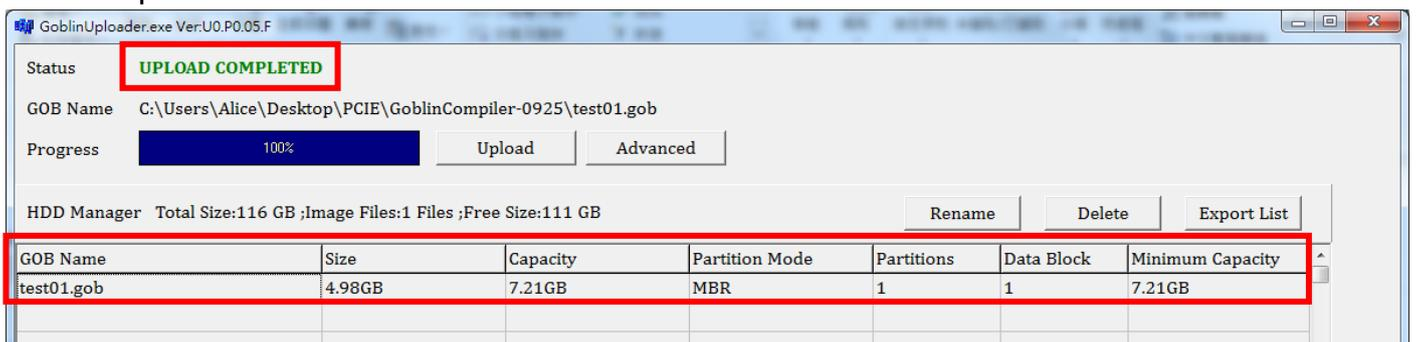 GoblinUploader.exe Ver:U0.P0.05.F
Status UPLOAD COMPLETED
GOB Name C:\Users\Alice\Desktop\PCIE\GoblinCompiler-0925\test01.gob
Progress 100% Upload Advanced
HDD Manager Total Size:116 GB ;Image Files:1 Files ;Free Size:111 GB Rename Delete Export List
GOB Name Size Capacity Partition Mode Partitions Data Block Minimum Capacity
test01.gob 4.98GB 7.21GB MBR 1 1 7.21GB